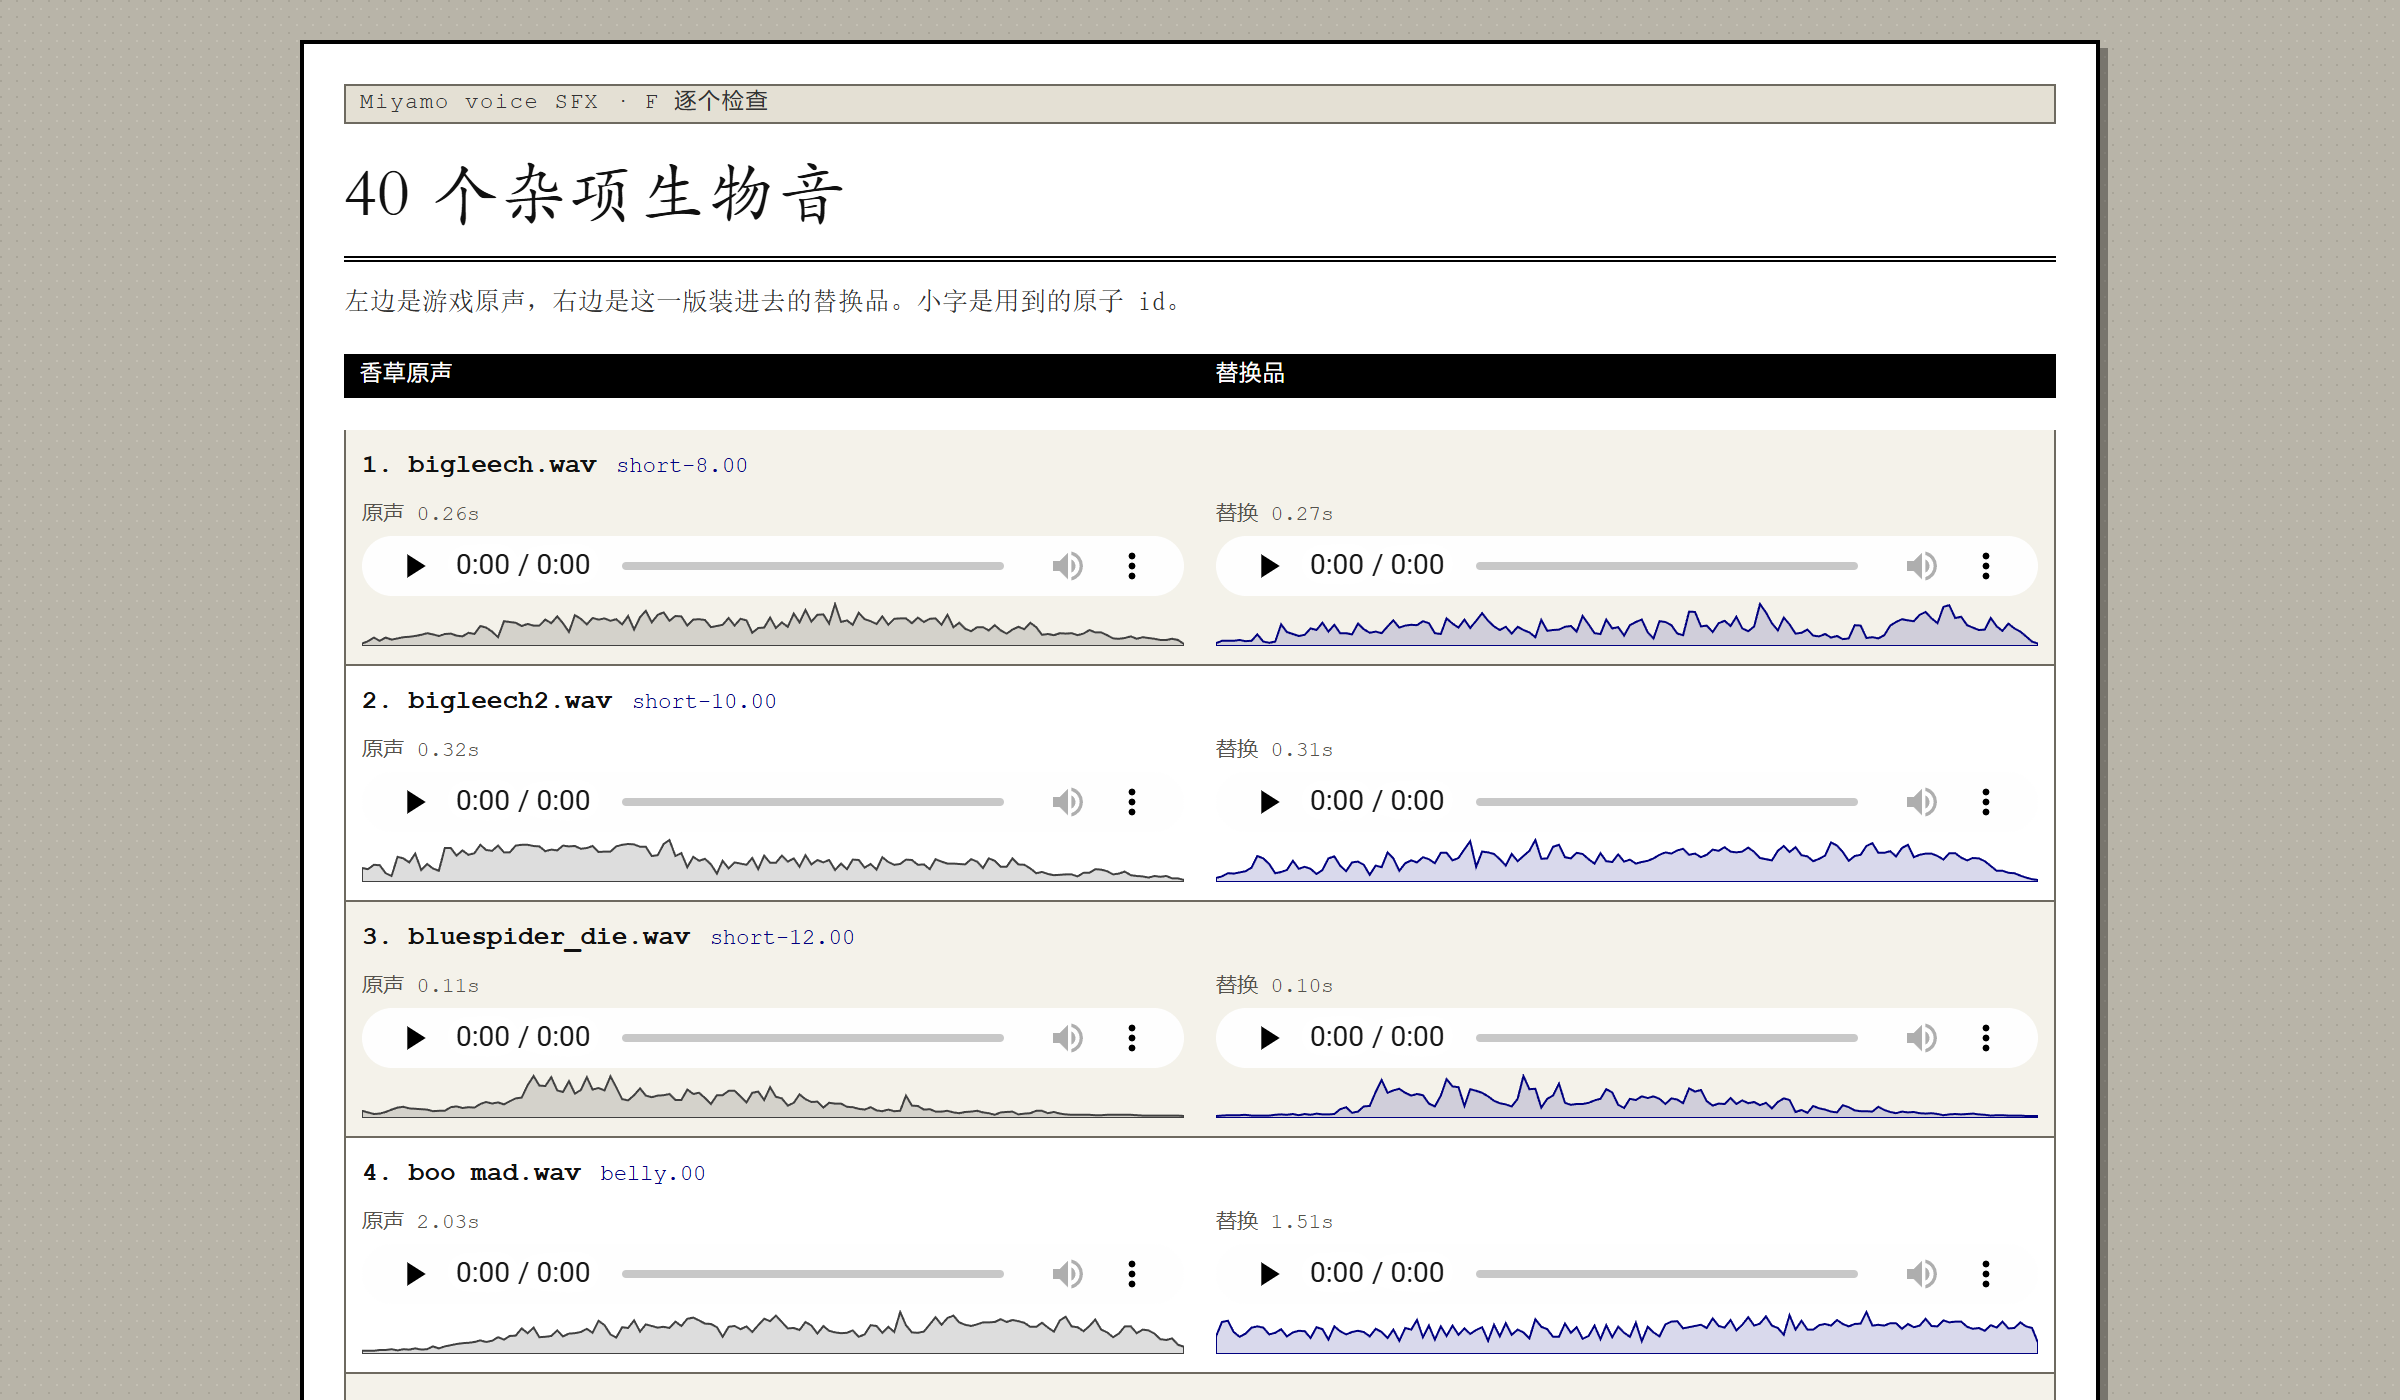 Miyamo voice SFX · F 逐个检查
40 个杂项生物音
左边是游戏原声，右边是这一版装进去的替换品。小字是用到的原子 id。
香草原声 替换品
1. bigleech.wav short-8.00
原声 0.26s 替换 0.27s
0:00 / 0:00 0:00 / 0:00
2. bigleech2.wav short-10.00
原声 0.32s 替换 0.31s
0:00 / 0:00 0:00 / 0:00
3. bluespider_die.wav short-12.00
原声 0.11s 替换 0.10s
0:00 / 0:00 0:00 / 0:00
4. boo mad.wav belly.00
原声 2.03s 替换 1.51s
0:00 / 0:00 0:00 / 0:00